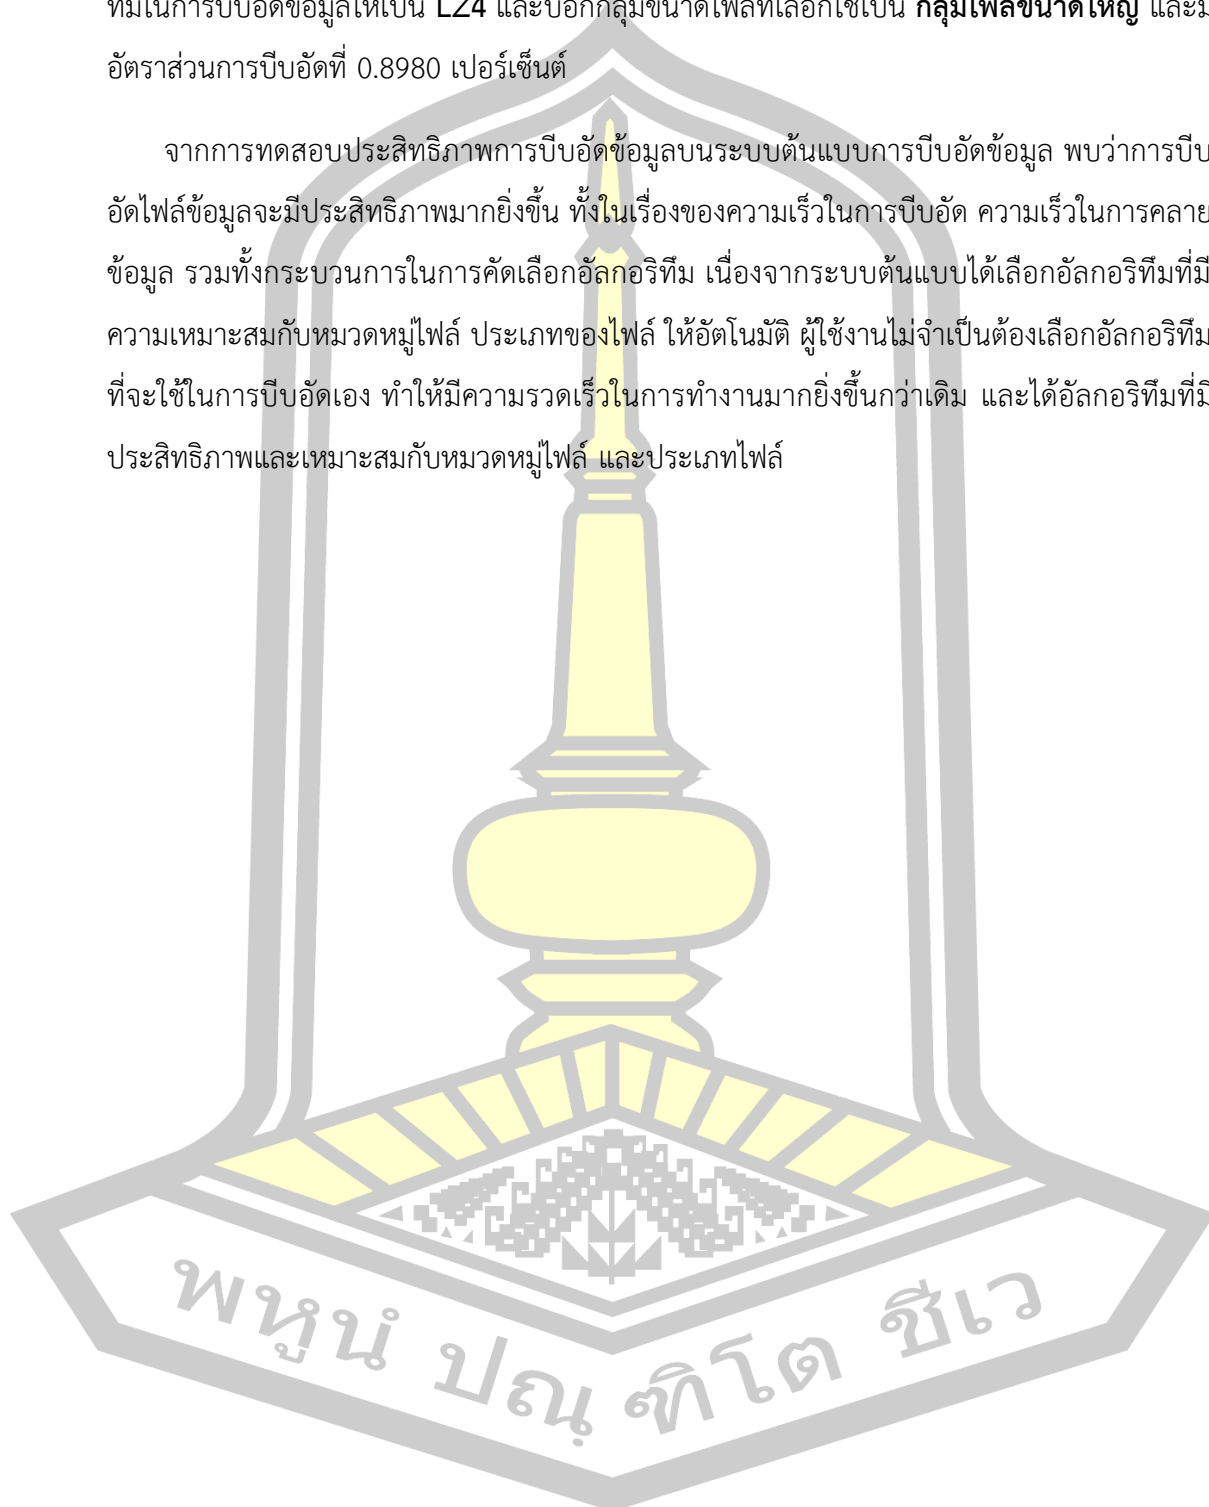 ทึมในการบีบอัดข้อมูลให้เป็น LZ4 และบอกกลุ่มขนาดไฟล์ที่เลือกใช้เป็น กลุ่มไฟล์ขนาดใหญ่ และมี
อัตราส่วนการบีบอัดที่ 0.8980 เปอร์เซ็นต์
จากการทดสอบประสิทธิภาพการบีบอัดข้อมูลบนระบบต้นแบบการบีบอัดข้อมูล พบว่าการบีบ
อัดไฟล์ข้อมูลจะมีประสิทธิภาพมากยิ่งขึ้น ทั้งในเรื่องของความเร็วในการบีบอัด ความเร็วในการคลาย
ข้อมูล รวมทั้งกระบวนการในการคัดเลือกอัลกอริทึม เนื่องจากระบบต้นแบบได้เลือกอัลกอริทึมที่มี
ความเหมาะสมกับหมวดหมู่ไฟล์ ประเภทของไฟล์ ให้อัตโนมัติ ผู้ใช้งานไม่จำเป็นต้องเลือกอัลกอริทึม
ที่จะใช้ในการบีบอัดเอง ทำให้มีความรวดเร็วในการทำงานมากยิ่งขึ้นกว่าเดิม และได้อัลกอริทึมที่มี
ประสิทธิภาพและเหมาะสมกับหมวดหมู่ไฟล์ และประเภทไฟล์
พหูนํ ปณฺฑิโต ชีเว